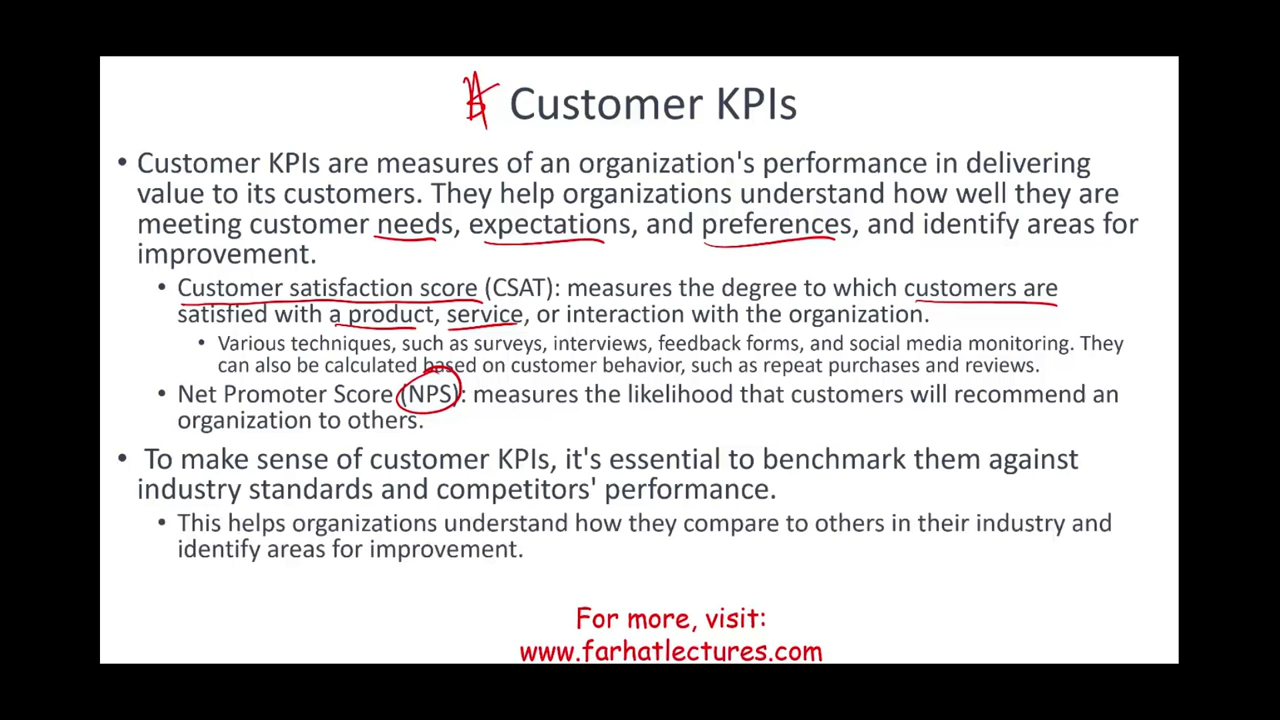 Customer KPIs
• Customer KPIs are measures of an organization's performance in delivering
value to its customers. They help organizations understand how well they are
meeting customer needs, expectations, and preferences, and identify areas for
improvement.
• Customer satisfaction score (CSAT): measures the degree to which customers are
satisfied with a product, service, or interaction with the organization.
• Various techniques, such as surveys, interviews, feedback forms, and social media monitoring. They
can also be calculated based on customer behavior, such as repeat purchases and reviews.
• Net Promoter Score (NPS): measures the likelihood that customers will recommend an
organization to others.
• To make sense of customer KPIs, it's essential to benchmark them against
industry standards and competitors' performance.
• This helps organizations understand how they compare to others in their industry and
identify areas for improvement.
For more, visit:
www.farhatlectures.com